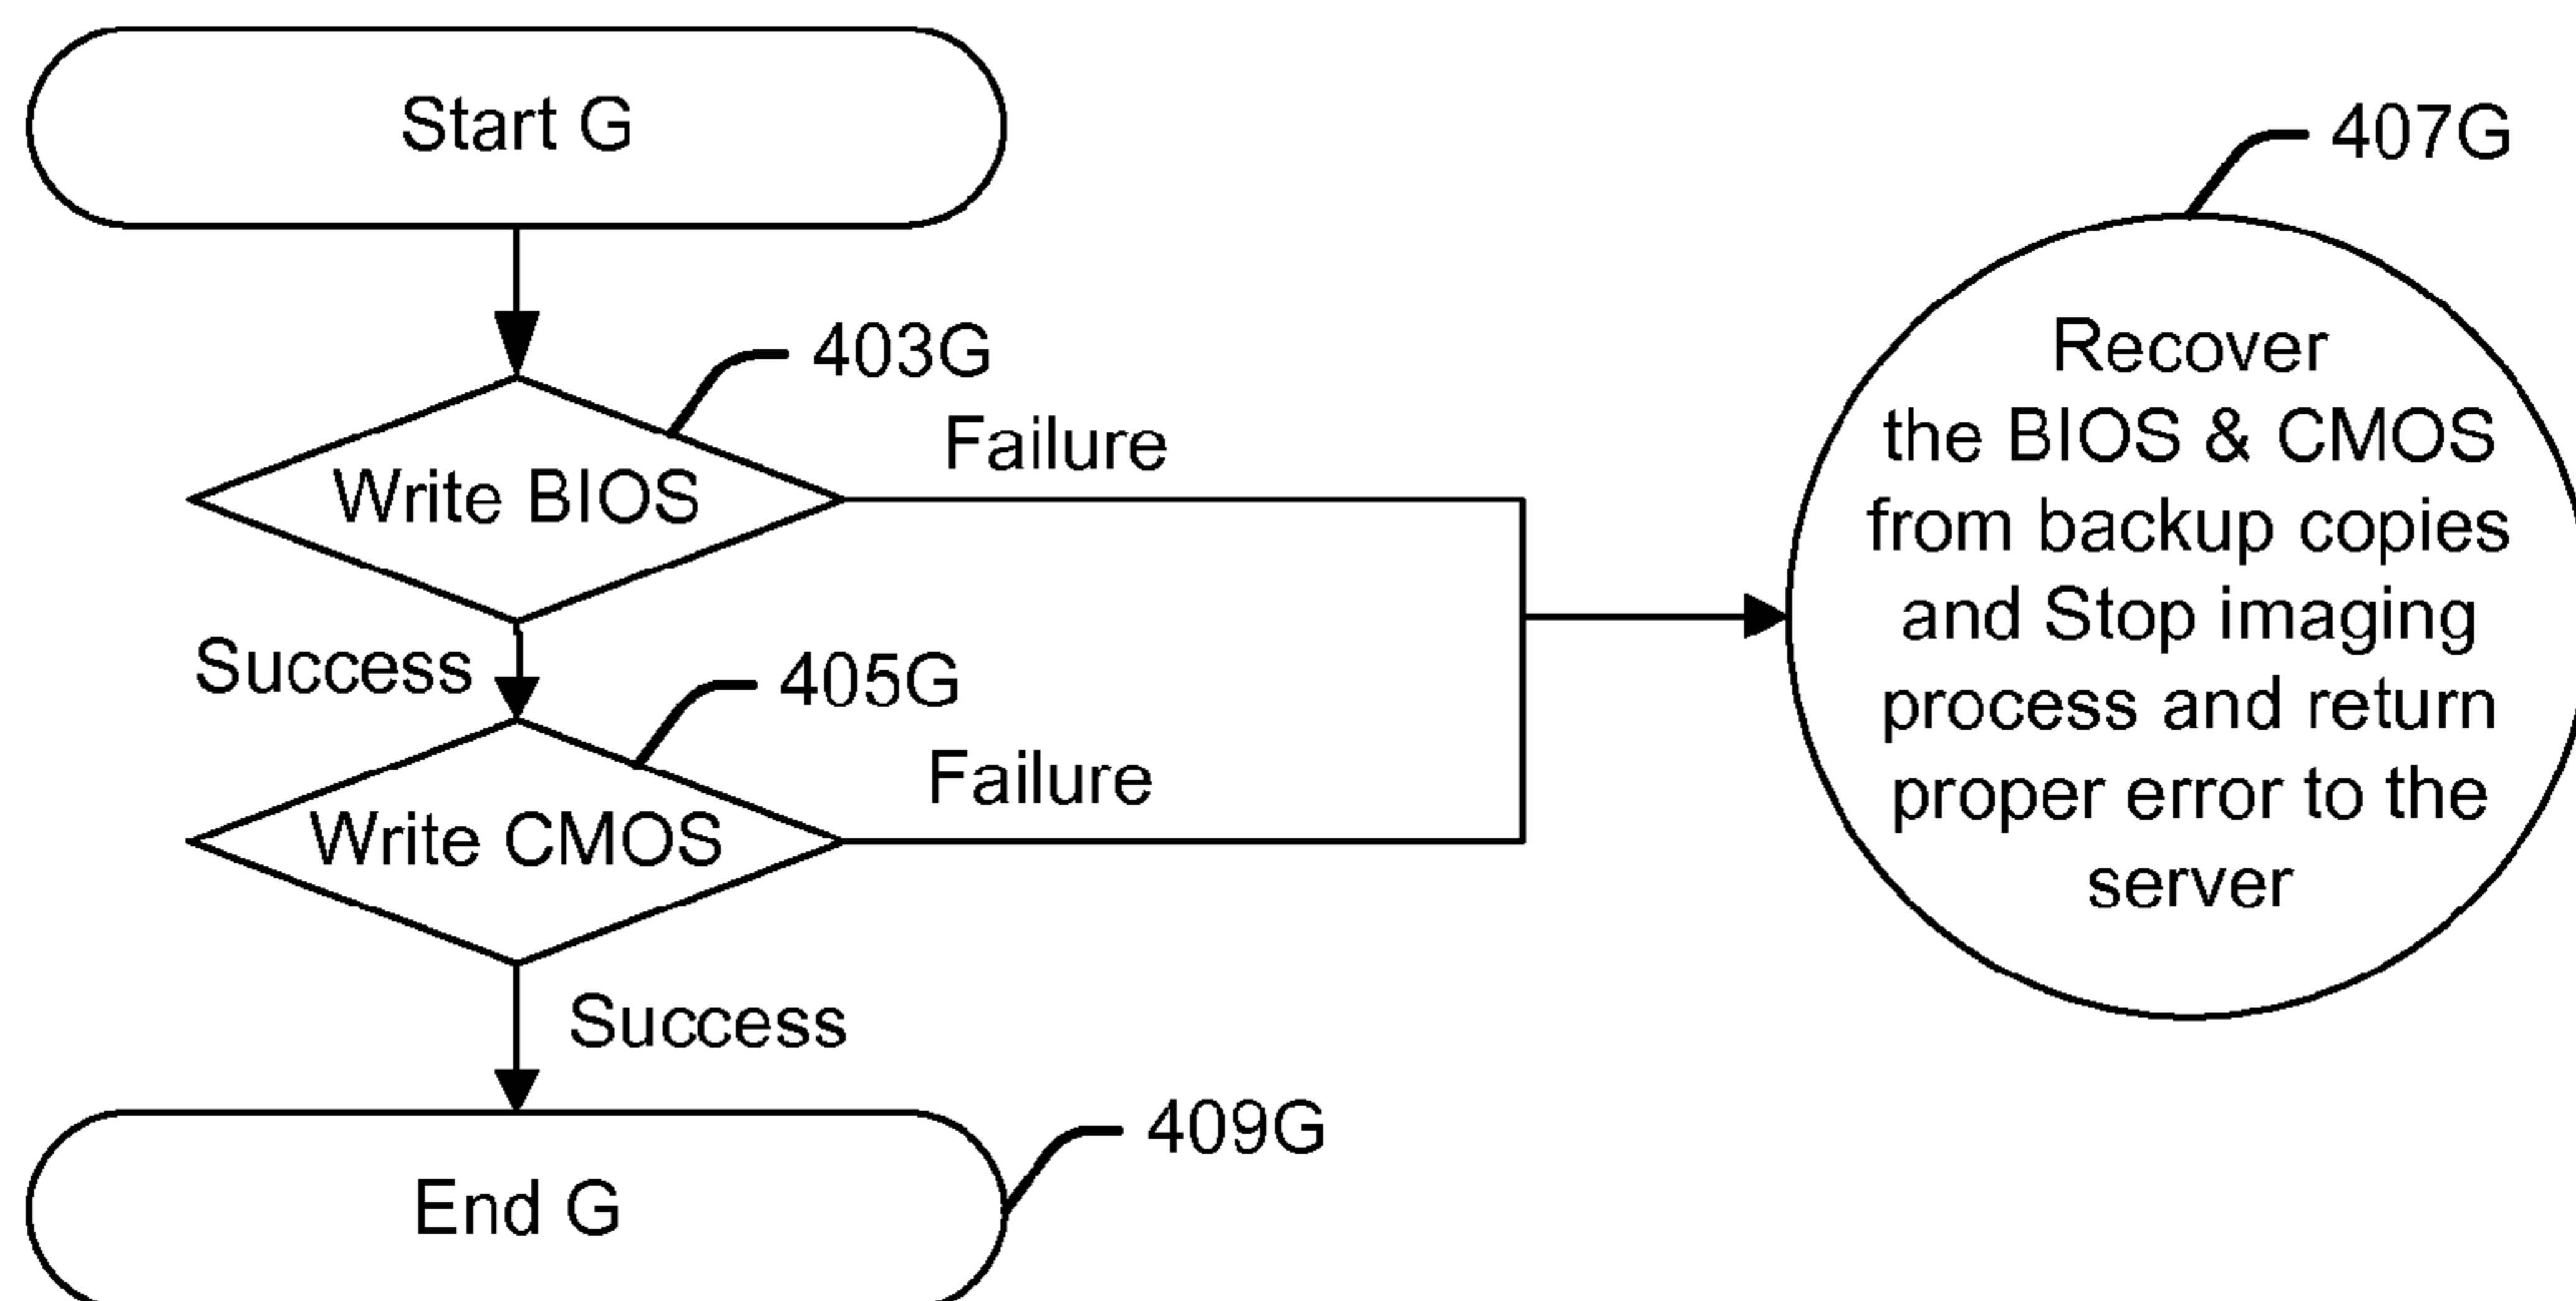 Start G
407G
403G
Failure
Write BIOS
Success
405G
Failure
Write CMOS
Success
409G
End G
Recover
the BIOS & CMOS
from backup copies
and Stop imaging
process and return
proper error to the
server